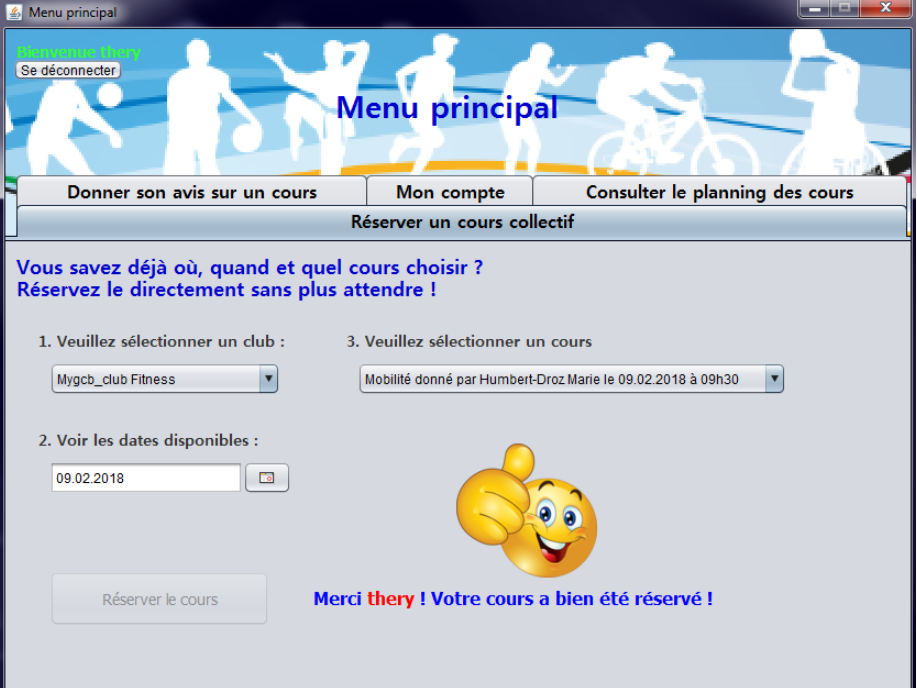 Menu principal
Bienvenue thery
Se déconnecter
Menu principal
Donner son avis sur un cours
Mon compte
Consulter le planning des cours
Réserver un cours collectif
Vous savez déjà où, quand et quel cours choisir ?
Réservez le directement sans plus attendre !
1. Veuillez sélectionner un club :
Mygcb_club Fitness
2. Voir les dates disponibles :
09.02.2018
3. Veuillez sélectionner un cours
Mobilité donné par Humbert-Droz Marie le 09.02.2018 à 09h30
Réserver le cours
Merci thery ! Votre cours a bien été réservé !